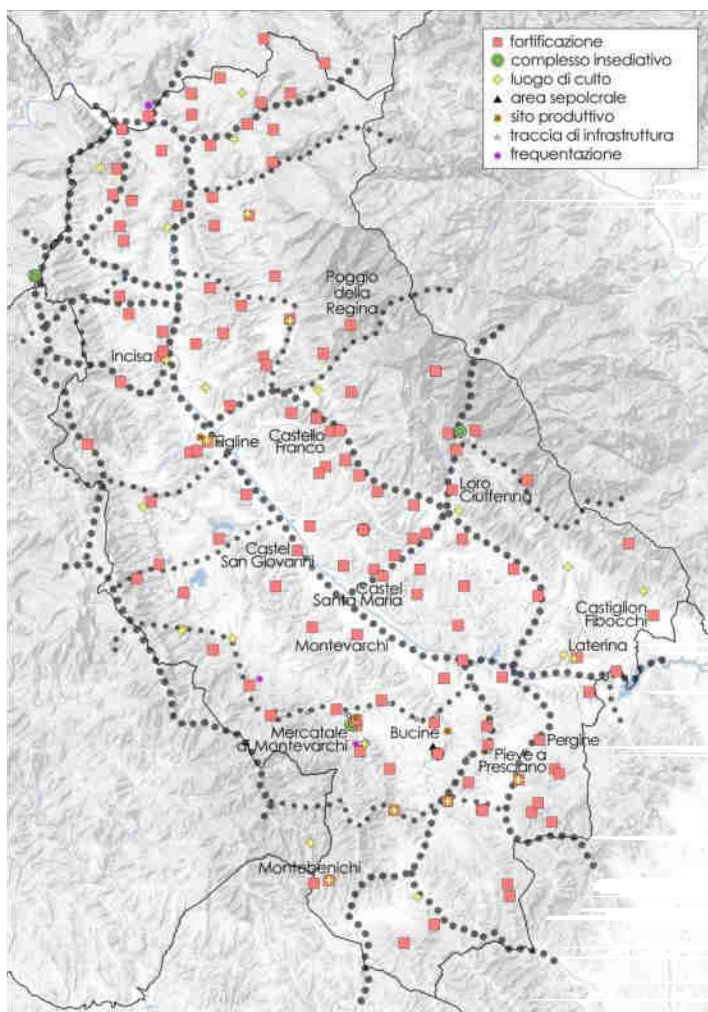 fortificazione
complesso insediativo
luogo di culto
area sepolcrale
sito produttivo
traccia di infrastruttura
frequentazione
Poggio
della
Regina
Incisa
Figline
Castello
Franco
Loro
Ciuffenna
Castel
San Giovanni
Castel
Santa Maria
Castiglion
Fibocchi
Montevarchi
Laterina
Mercatale
di Montevarchi
Bucine
Pergine
Pieve a
Presciano
Montebenichi